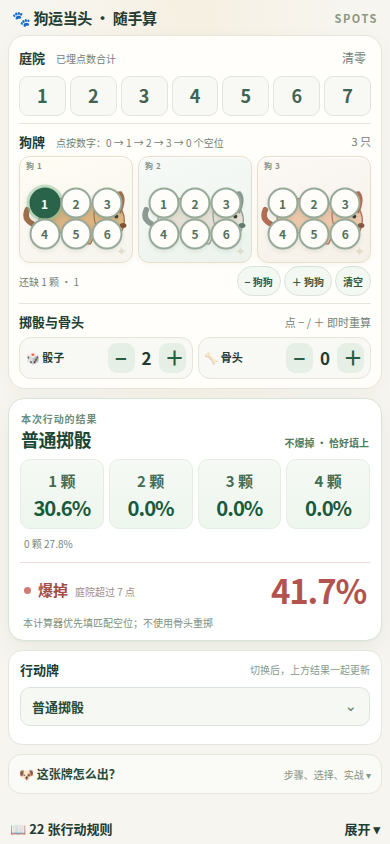 🐾 狗运当头 · 随手算 SPOTS
庭院 已埋点数合计 清零
1 2 3 4 5 6 7
狗牌 点按数字：0→1→2→3→0个空位 3 只
狗 1 狗 2 狗 3
1 2 3 1 2 3 1 2 3
4 5 6 4 5 6 4 5 6
还缺 1 颗 · 1 − 狗狗 ＋ 狗狗 清空
掷骰与骨头 点 − / ＋ 即时重算
🎲 骰子 − 2 ＋ 🦴 骨头 − 0 ＋
本次行动的结果
普通掷骰 不爆掉 · 恰好填上
1 颗 2 颗 3 颗 4 颗
30.6% 0.0% 0.0% 0.0%
0 颗 27.8%
爆掉 庭院超过 7 点 41.7%
本计算器优先填匹配空位；不使用骨头重掷
行动牌 切换后，上方结果一起更新
普通掷骰
🐶 这张牌怎么出？ 步骤、选择、实战 ▾
📖 22 张行动规则 展开 ▾